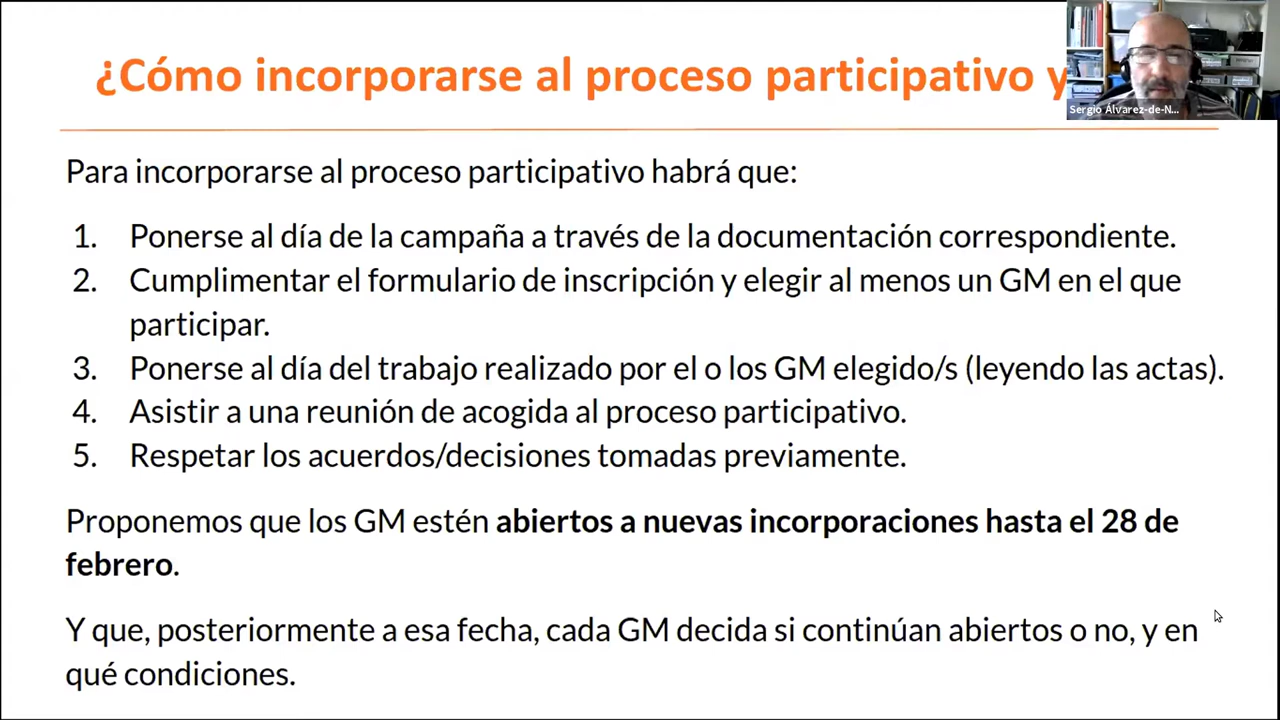 ¿Cómo incorporarse al proceso participativo y
Sergio Álvarez-de-N...
Para incorporarse al proceso participativo habrá que:
1. Ponerse al día de la campaña a través de la documentación correspondiente.
2. Cumplimentar el formulario de inscripción y elegir al menos un GM en el que
participar.
3. Ponerse al día del trabajo realizado por el o los GM elegido/s (leyendo las actas).
4. Asistir a una reunión de acogida al proceso participativo.
5. Respetar los acuerdos/decisiones tomadas previamente.
Proponemos que los GM estén abiertos a nuevas incorporaciones hasta el 28 de
febrero.
Y que, posteriormente a esa fecha, cada GM decida si continúan abiertos o no, y en
qué condiciones.